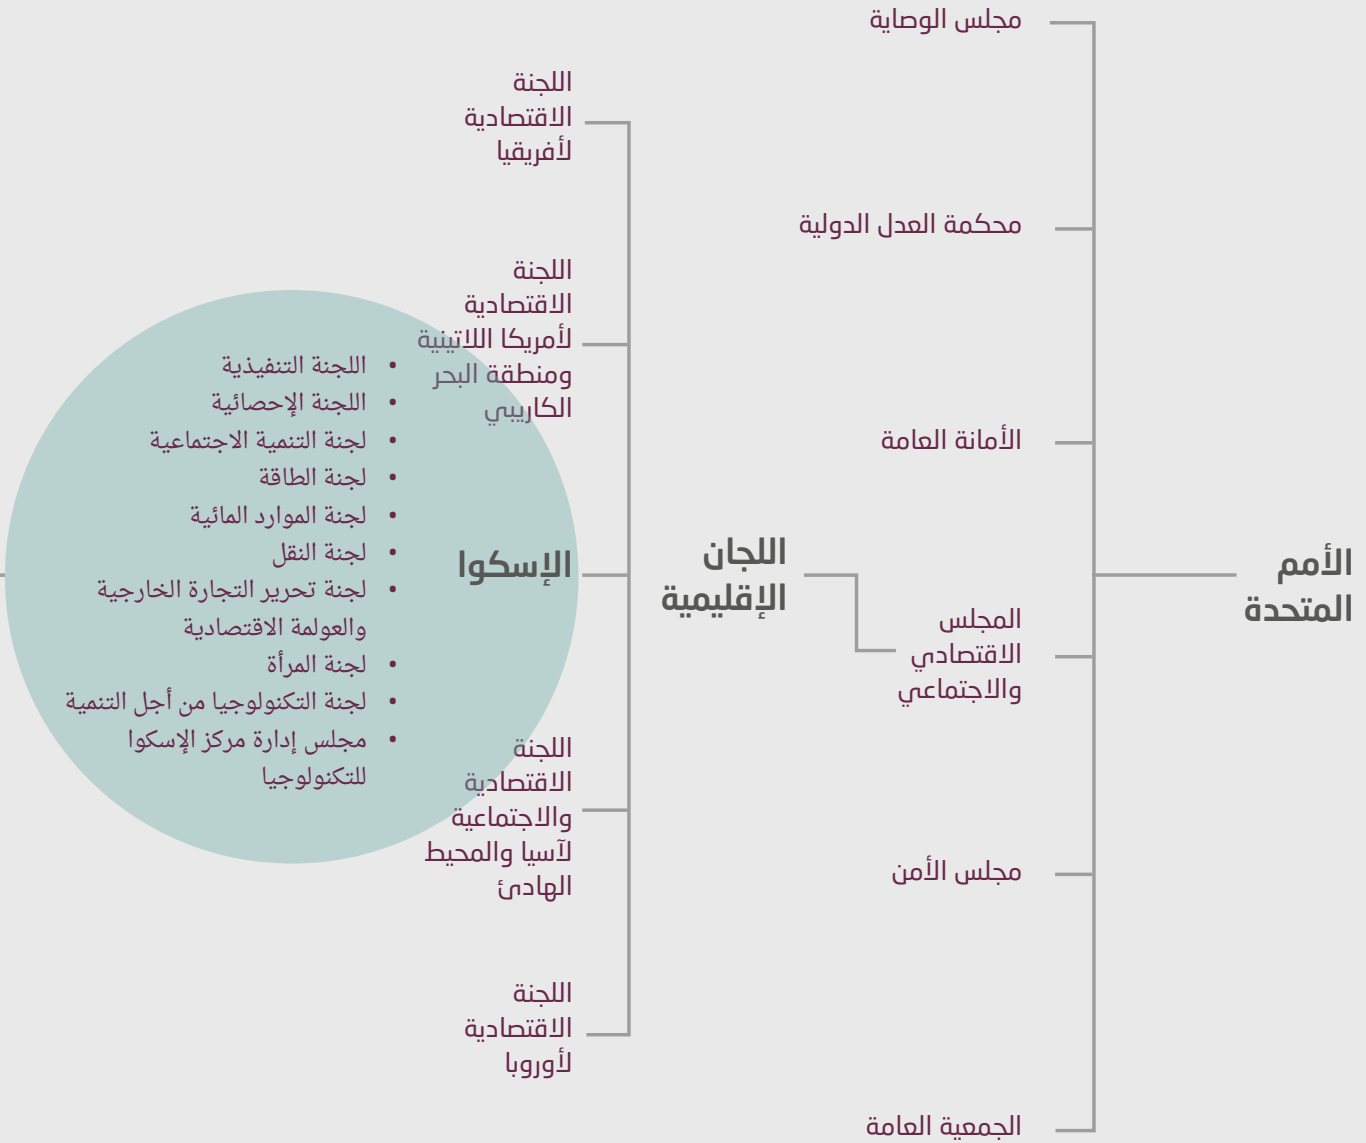 الأمم
المتحدة
مجلس الوصاية
محكمة العدل الدولية
الأمانة العامة
المجلس
الاقتصادي
والاجتماعي
مجلس الأمن
الجمعية العامة
اللجان
الإقليمية
اللجنة
الاقتصادية
لأفريقيا
اللجنة
الاقتصادية
لأمريكا اللاتينية
ومنطقة البحر
الكاريبي
الإسكوا
اللجنة
الاقتصادية
والاجتماعية
لآسيا والمحيط
الهادئ
اللجنة
الاقتصادية
لأوروبا
• اللجنة التنفيذية
• اللجنة الإحصائية
• لجنة التنمية الاجتماعية
• لجنة الطاقة
• لجنة الموارد المائية
• لجنة النقل
• لجنة تحرير التجارة الخارجية
والعولمة الاقتصادية
• لجنة المرأة
• لجنة التكنولوجيا من أجل التنمية
• مجلس إدارة مركز الإسكوا
للتكنولوجيا